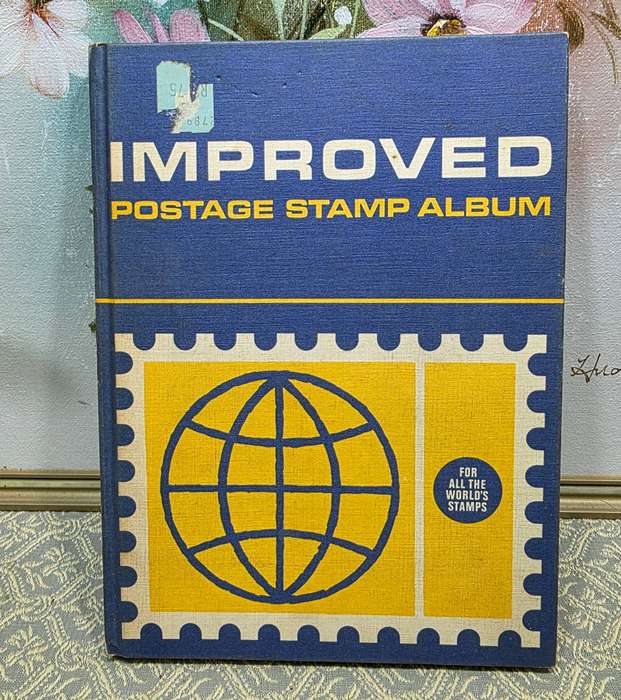 IMPROVED
POSTAGE STAMP ALBUM
FOR
ALL THE
WORLD'S
STAMPS